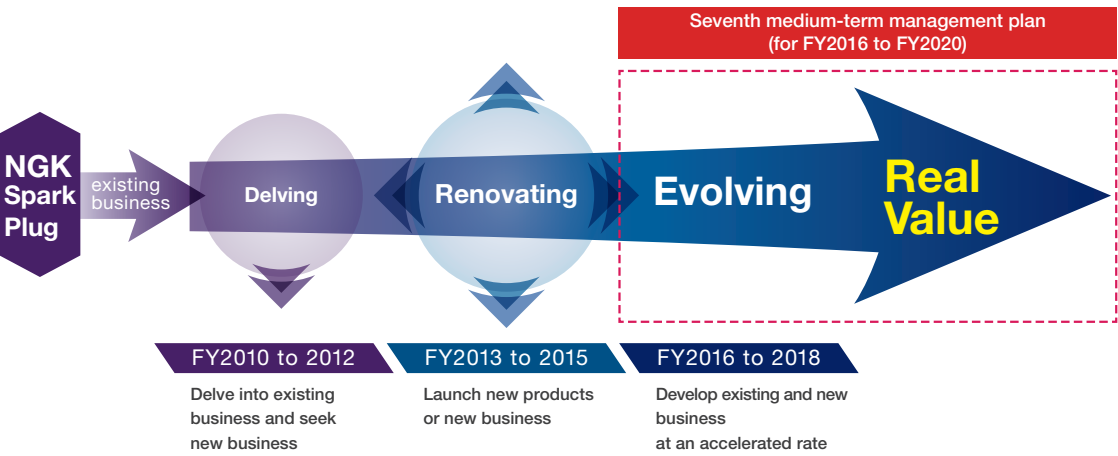 Seventh medium-term management plan
(for FY2016 to FY2020)
NGK
Spark
Plug
existing
business
Delving
Renovating
Evolving
Real
Value
FY2010 to 2012
Delve into existing
business and seek
new business
FY2013 to 2015
Launch new products
or new business
FY2016 to 2018
Develop existing and new
business
at an accelerated rate